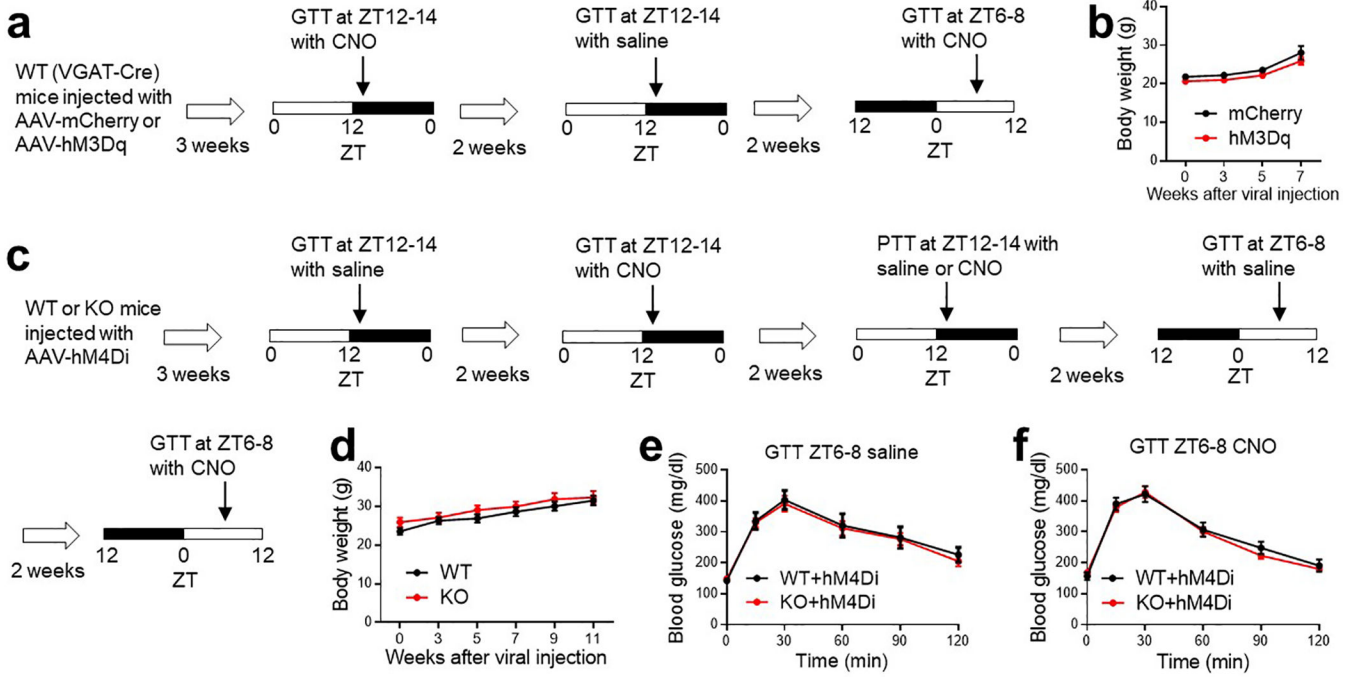 a
WT (VGAT-Cre)
mice injected with
AAV-mCherry or
AAV-hM3Dq
3 weeks
GTT at ZT12-14
with CNO
0 12 0
ZT
2 weeks
GTT at ZT12-14
with saline
0 12 0
ZT
2 weeks
GTT at ZT6-8
with CNO
12 0 12
ZT
b
Body weight (g)
40
30
20
10
0
mCherry
hM3Dq
0 3 5 7
Weeks after viral injection
c
WT or KO mice
injected with
AAV-hM4Di
3 weeks
GTT at ZT12-14
with saline
0 12 0
ZT
2 weeks
GTT at ZT12-14
with CNO
0 12 0
ZT
2 weeks
PTT at ZT12-14 with
saline or CNO
0 12 0
ZT
2 weeks
GTT at ZT6-8
with saline
12 0 12
ZT
2 weeks
GTT at ZT6-8
with CNO
12 0 12
ZT
d
Body weight (g)
40
30
20
10
0
WT
KO
0 3 5 7 9 11
Weeks after viral injection
e
GTT ZT6-8 saline
Blood glucose (mg/dl)
500
400
300
200
100
0
WT+hM4Di
KO+hM4Di
0 30 60 90 120
Time (min)
f
GTT ZT6-8 CNO
Blood glucose (mg/dl)
500
400
300
200
100
0
WT+hM4Di
KO+hM4Di
0 30 60 90 120
Time (min)